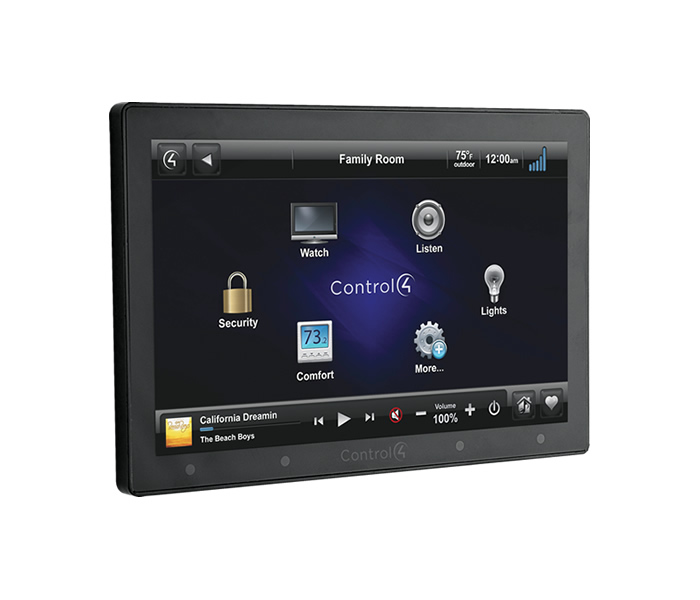 Family Room
75°F
outdoor
12:00am
Watch
Listen
Control4
Security
Lights
73.2
Comfort
More...
California Dreamin
The Beach Boys
Volume
100%
Control4